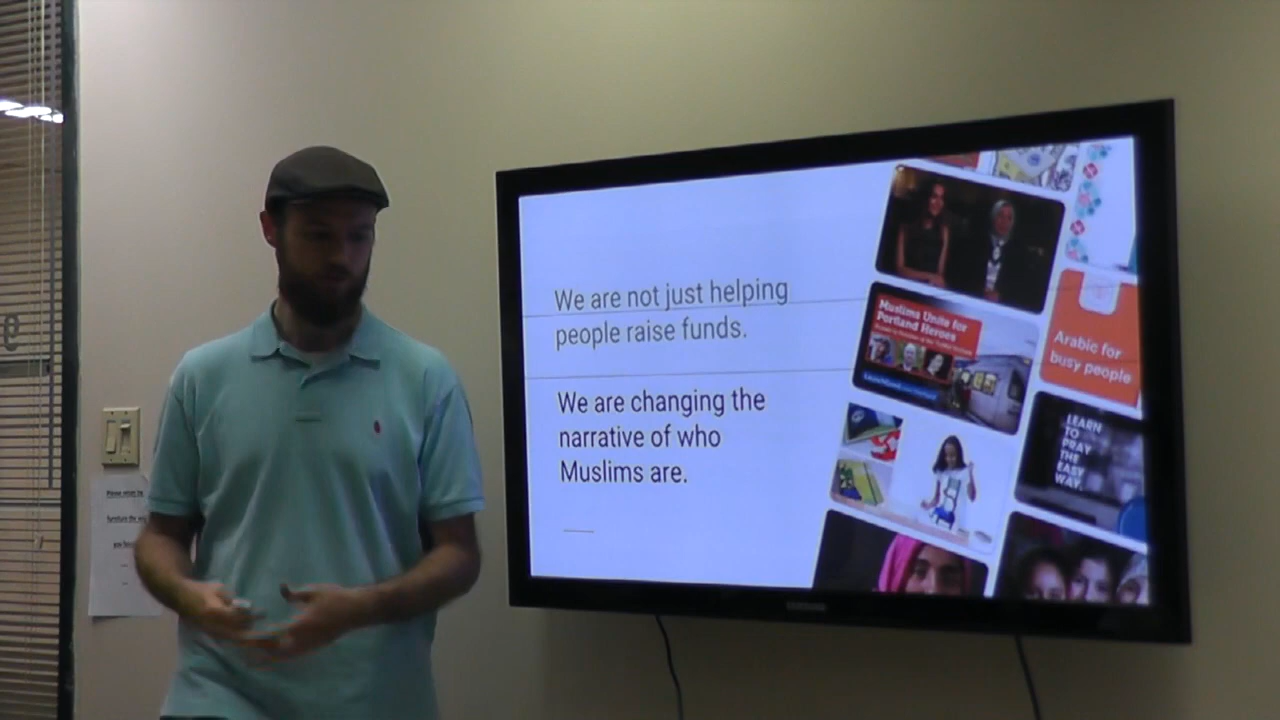 We are not just helping
people raise funds.
We are changing the
narrative of who
Muslims are.
Muslims Unite for
Portland Heroes
Arabic for
busy people
LEARN
TO
PRAY
THE
EASY
WAY.
SAMSUNG